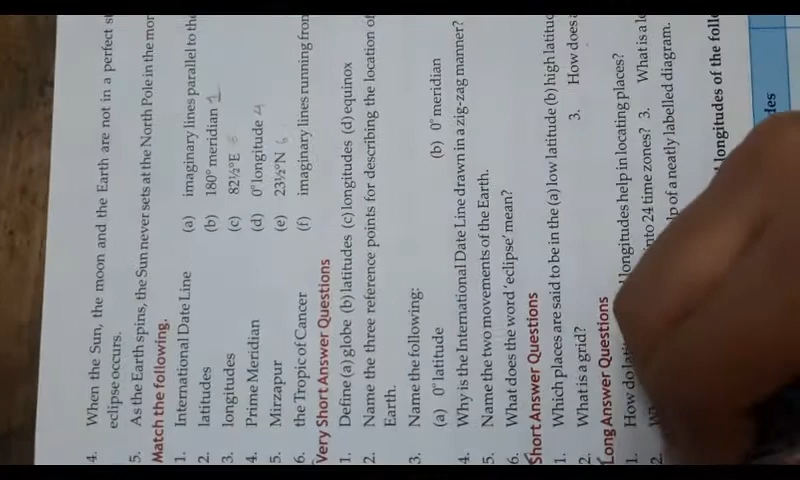 4. When the Sun, the moon and the Earth are not in a perfect
eclipse occurs.
5. As the Earth spins, the Sun never sets at the North Pole in the
Match the following.
1. International Date Line (a) imaginary lines parallel to the
2. latitudes (b) 180° meridian 1
3. longitudes (c) 82½°E
4. Prime Meridian (d) 0° longitude 4
5. Mirzapur (e) 23½°N 6
6. the Tropic of Cancer (f) imaginary lines running from
Very Short Answer Questions
1. Define (a) globe (b) latitudes (c) longitudes (d) equinox
2. Name the three reference points for describing the location of
Earth.
3. Name the following:
(a) 0° latitude (b) 0° meridian
4. Why is the International Date Line drawn in a zig-zag manner?
5. Name the two movements of the Earth.
6. What does the word 'eclipse' mean?
Short Answer Questions
1. Which places are said to be in the (a) low latitude (b) high
2. What is a grid? 3. How does
Long Answer Questions
1. How do longitudes help in locating places?
2. into 24 time zones? 3. What is a
of a neatly labelled diagram.
longitudes of the